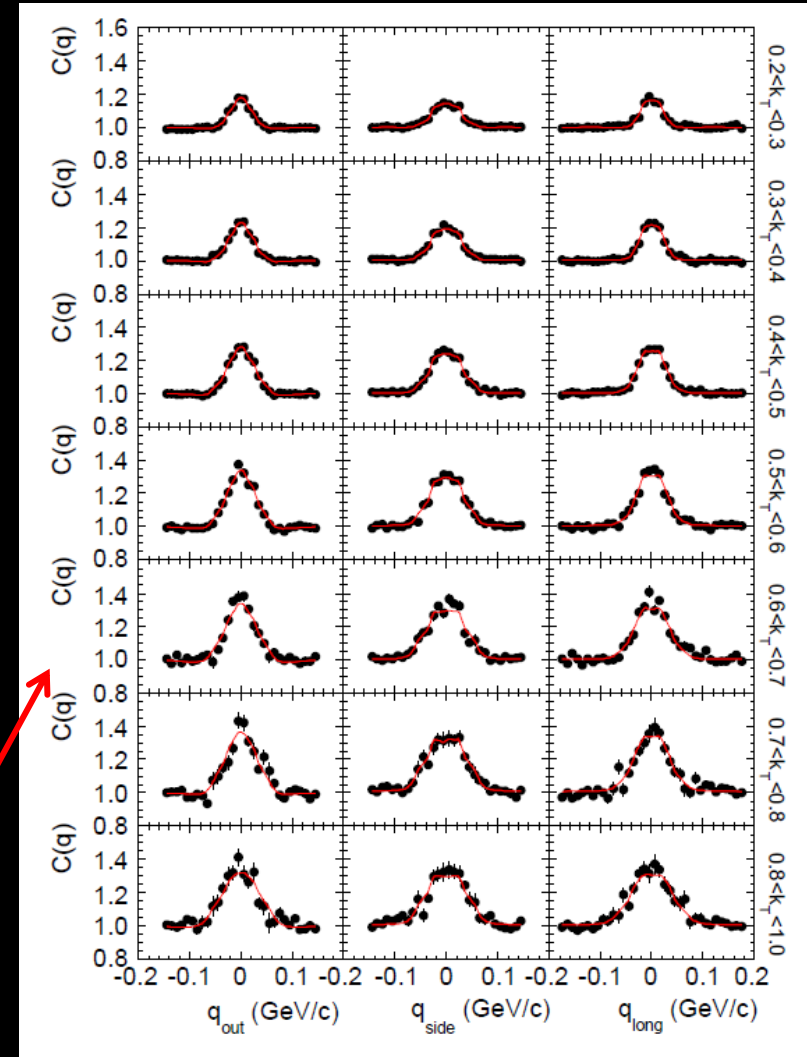 C(q) 1.6 1.4 1.2 1.0 0.8 0.2<k_T<0.3
C(q) 1.4 1.2 1.0 0.8 0.3<k_T<0.4
C(q) 1.4 1.2 1.0 0.8 0.4<k_T<0.5
C(q) 1.4 1.2 1.0 0.8 0.5<k_T<0.6
C(q) 1.4 1.2 1.0 0.8 0.6<k_T<0.7
C(q) 1.4 1.2 1.0 0.8 0.7<k_T<0.8
C(q) 1.4 1.2 1.0 0.8 0.8<k_T<1.0
-0.2 -0.1 0 0.1 -0.2 -0.1 0 0.1 -0.2 -0.1 0 0.1 0.2
q_out (GeV/c) q_side (GeV/c) q_long (GeV/c)